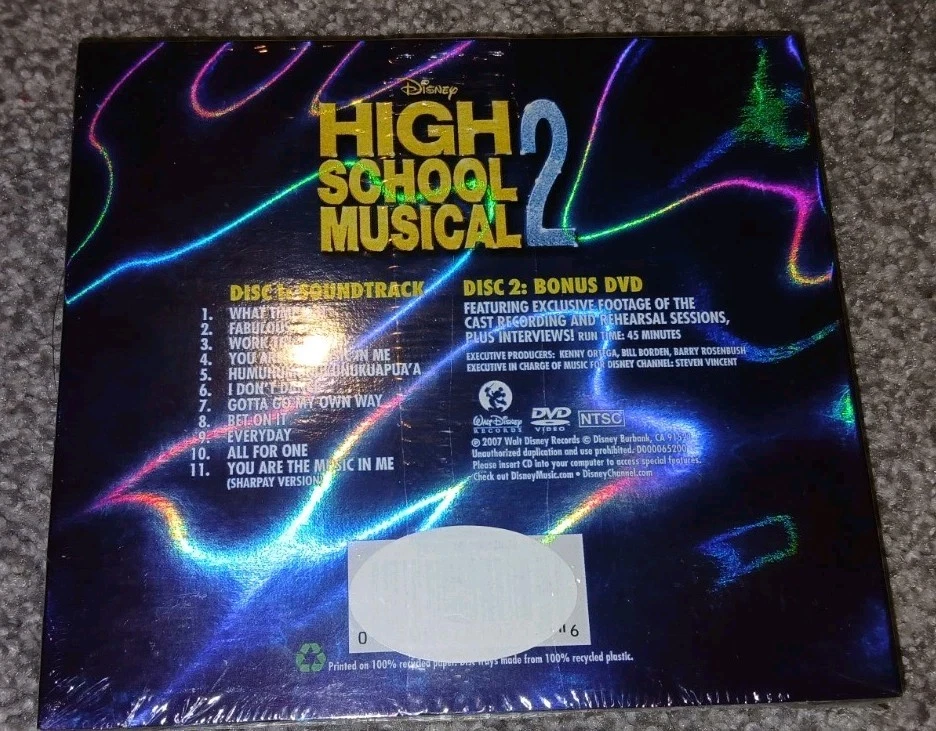 Disney
HIGH
SCHOOL
MUSICAL
2
DISC 1: SOUNDTRACK
1. WHAT TIME
2. FABULOUS
3. WORK
4. YOU ARE IN ME
5.
6. I DON'T
7. GOTTA GO MY OWN WAY
8. BET ON IT
9. EVERYDAY
10. ALL FOR ONE
11. YOU ARE THE MUSIC IN ME
(SHARPAY VERSION)
DISC 2: BONUS DVD
FEATURING EXCLUSIVE FOOTAGE OF THE
CAST RECORDING AND REHEARSAL SESSIONS,
PLUS INTERVIEWS! RUN TIME: 45 MINUTES
EXECUTIVE PRODUCERS: KENNY ORTEGA, BILL BORDEN, BARRY ROSENBUSH
EXECUTIVE IN CHARGE OF MUSIC FOR DISNEY CHANNEL: STEVEN VINCENT
WALT DISNEY
RECORDS
DVD
VIDEO
NTSC
℗ 2007 Walt Disney Records © Disney Burbank, CA
Unauthorized duplication and use prohibited. D000065200
Please insert CD into your computer to access special features.
Check out DisneyMusic.com • DisneyChannel.com
0 6
Printed on 100% recycled paper. Disc trays made from 100% recycled plastic.